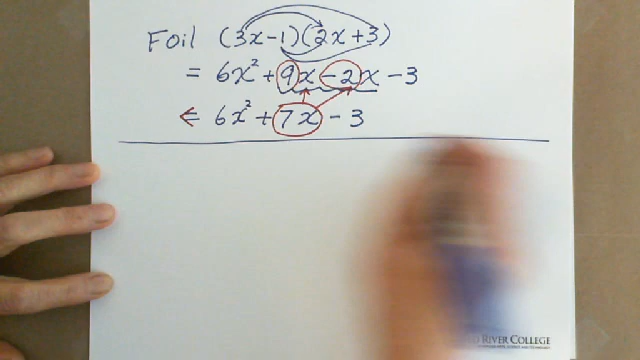 Foil (3x-1)(2x+3)
= 6x² + 9x - 2x - 3
⇐ 6x² + 7x - 3
RIVER COLLEGE